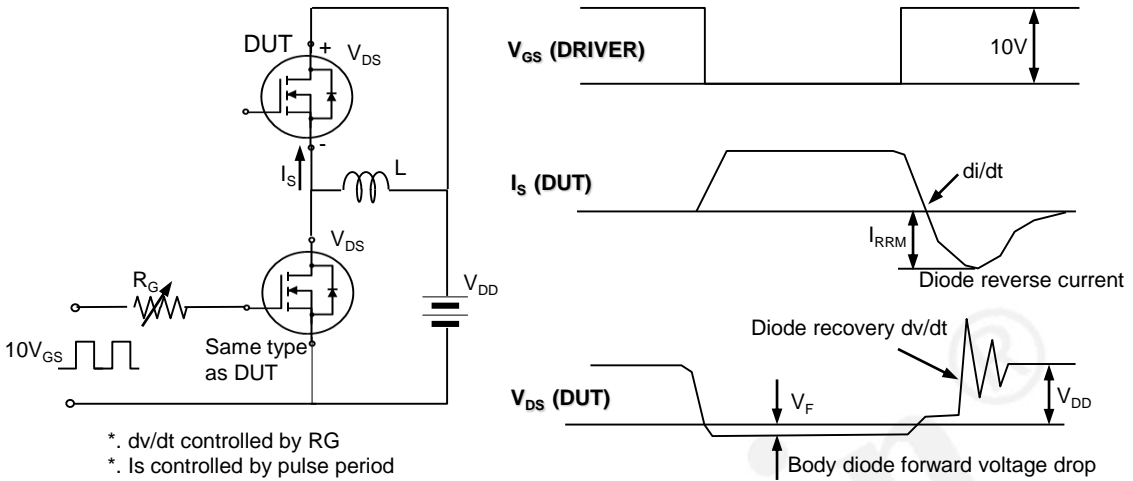 DUT
+
V_DS
-
I_S
L
V_DS
R_G
V_DD
10V_GS
Same type
as DUT
*. dv/dt controlled by RG
*. Is controlled by pulse period
V_GS (DRIVER)
10V
I_S (DUT)
di/dt
I_RRM
Diode reverse current
Diode recovery dv/dt
V_DS (DUT)
V_F
V_DD
Body diode forward voltage drop
®